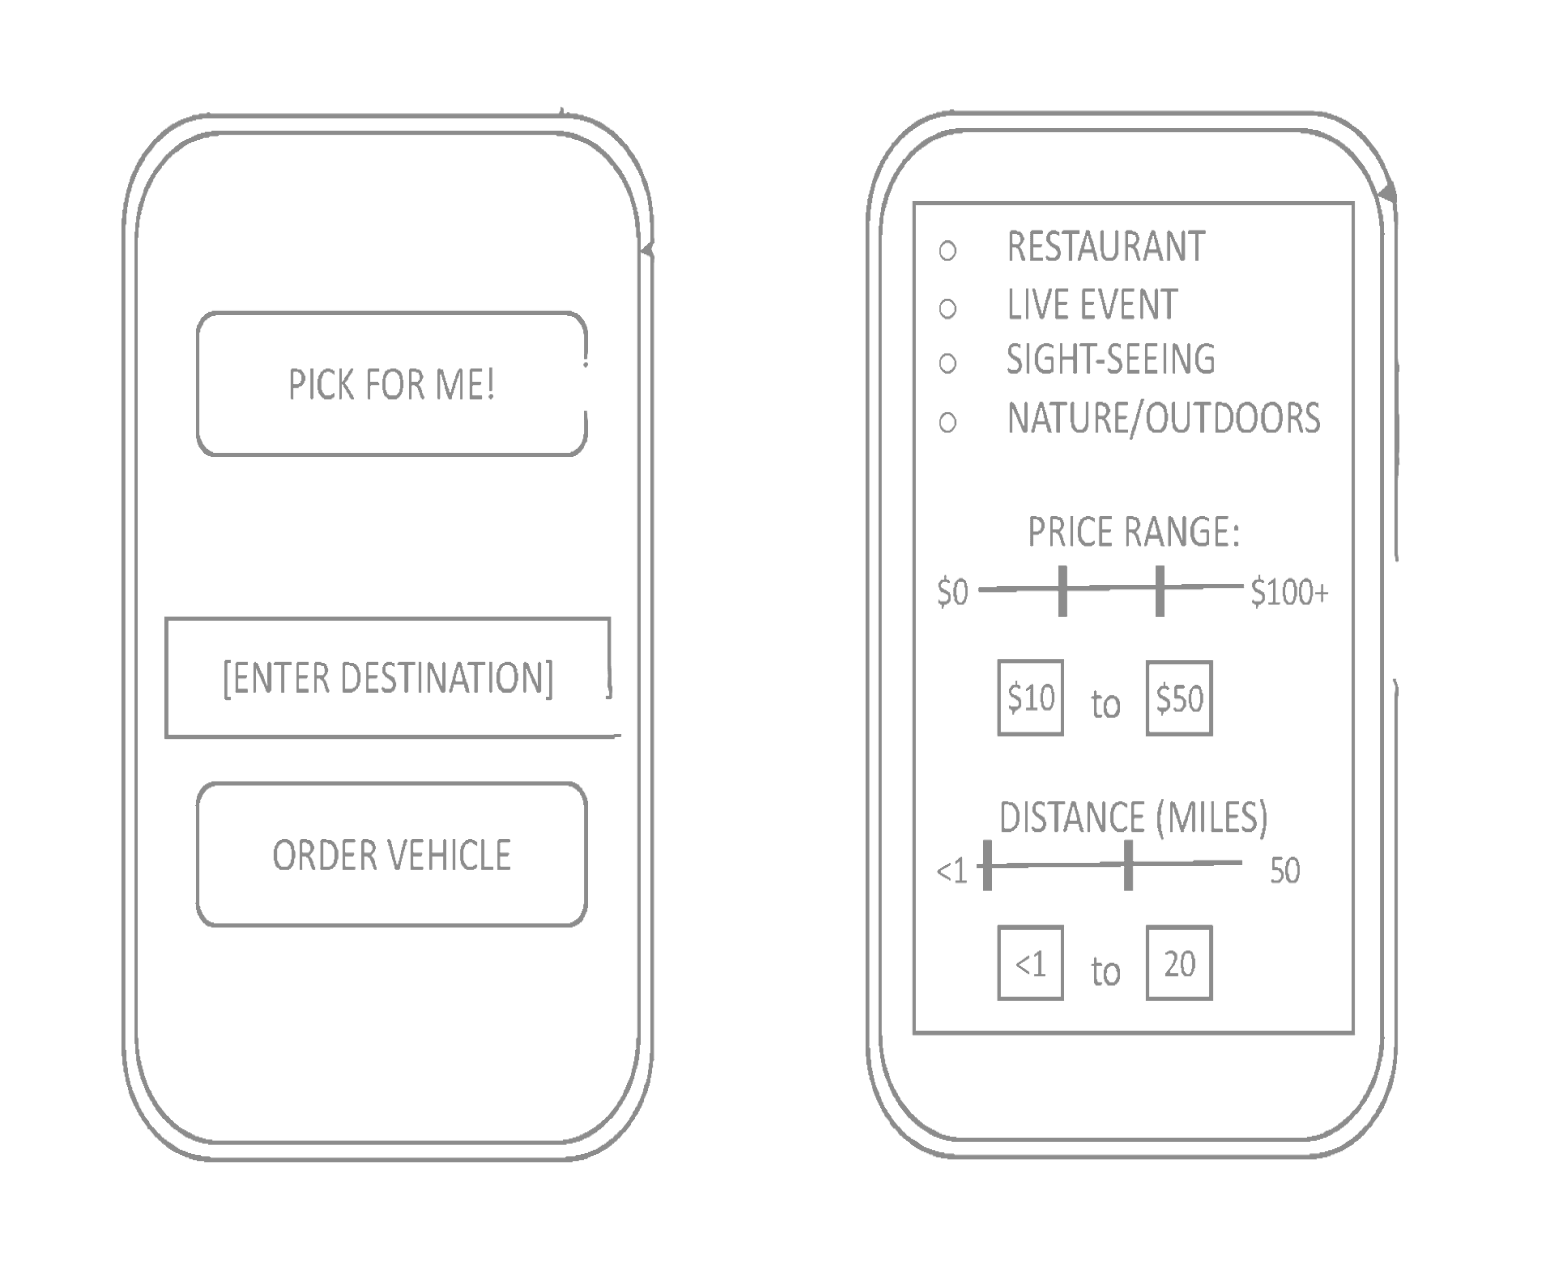 PICK FOR ME!
[ENTER DESTINATION]
ORDER VEHICLE
RESTAURANT
LIVE EVENT
SIGHT-SEEING
NATURE/OUTDOORS
PRICE RANGE:
$0 $100+
$10 to $50
DISTANCE (MILES)
<1 50
<1 to 20